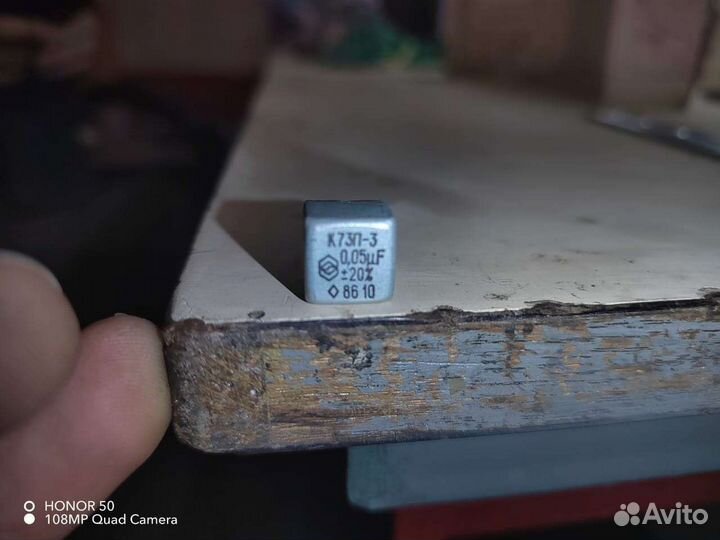 К73П-3
0,05μF
±20%
◇ 86 10
HONOR 50
108MP Quad Camera
Avito